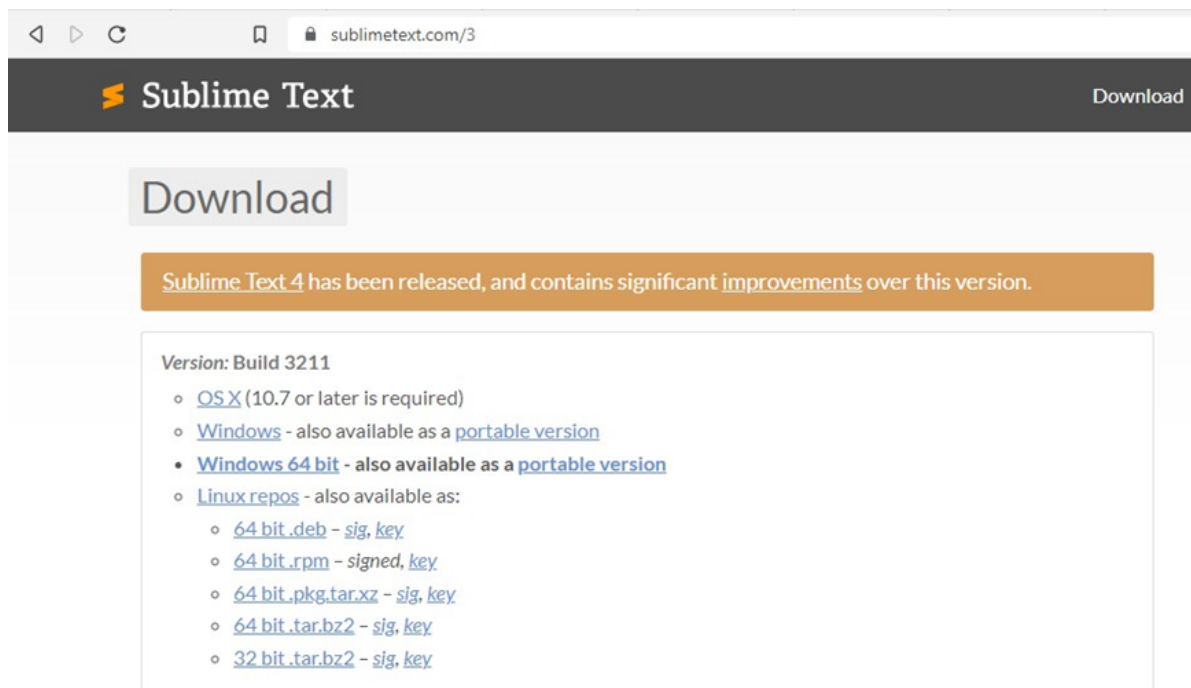 sublimetext.com/3
Sublime Text
Download
Download
Sublime Text 4 has been released, and contains significant improvements over this version.
Version: Build 3211
OS X (10.7 or later is required)
Windows - also available as a portable version
Windows 64 bit - also available as a portable version
Linux repos - also available as:
64 bit .deb – sig, key
64 bit .rpm – signed, key
64 bit .pkg.tar.xz – sig, key
64 bit .tar.bz2 – sig, key
32 bit .tar.bz2 – sig, key